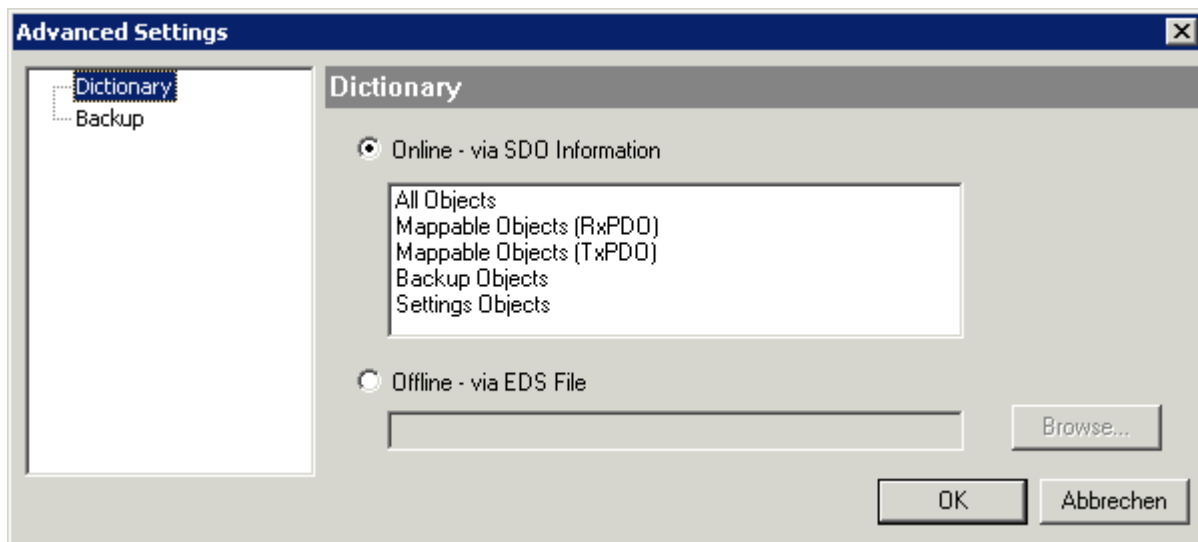 Advanced Settings
Dictionary
Backup
Dictionary
Online - via SDO Information
All Objects
Mappable Objects (RxPDO)
Mappable Objects (TxPDO)
Backup Objects
Settings Objects
Offline - via EDS File
Browse...
OK
Abbrechen